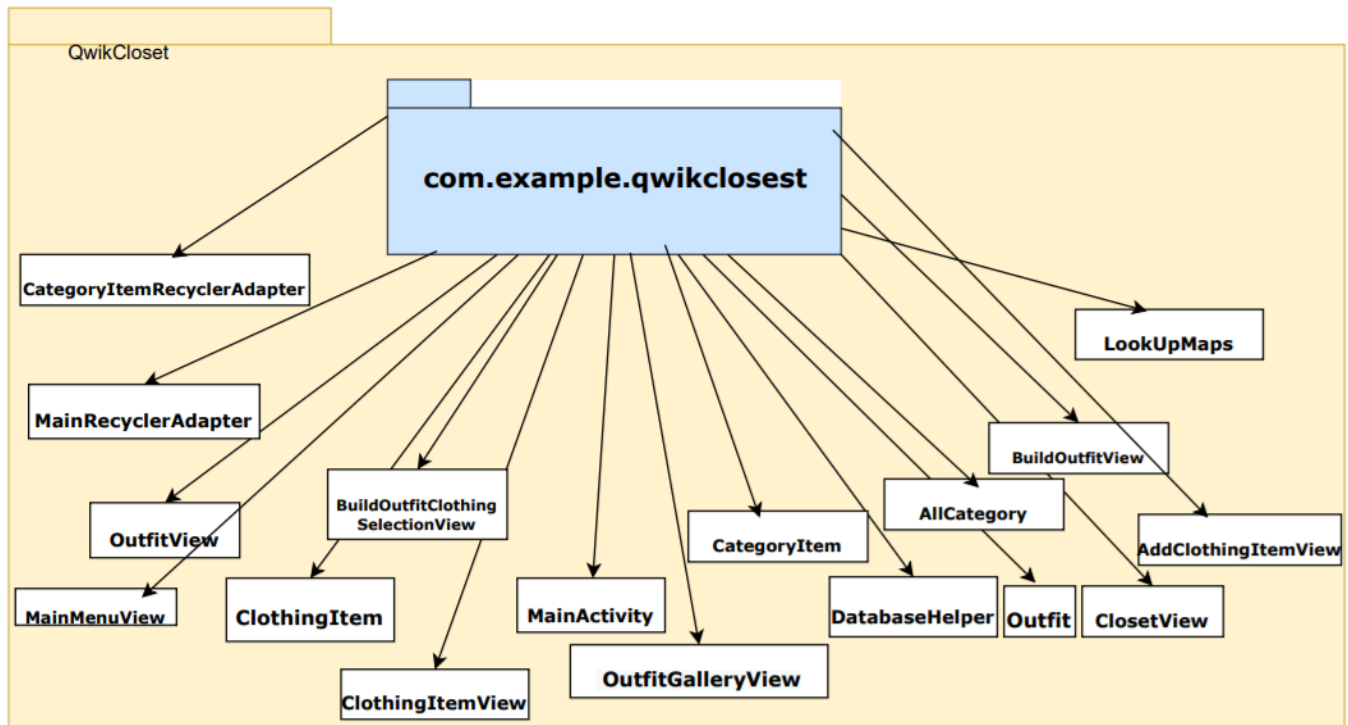 QwikCloset
com.example.qwikclosest
CategoryItemRecyclerAdapter
LookUpMaps
MainRecyclerAdapter
BuildOutfitView
BuildOutfitClothing
SelectionView
AllCategory
OutfitView
CategoryItem
AddClothingItemView
MainMenuView
ClothingItem
MainActivity
DatabaseHelper
Outfit
ClosetView
OutfitGalleryView
ClothingItemView